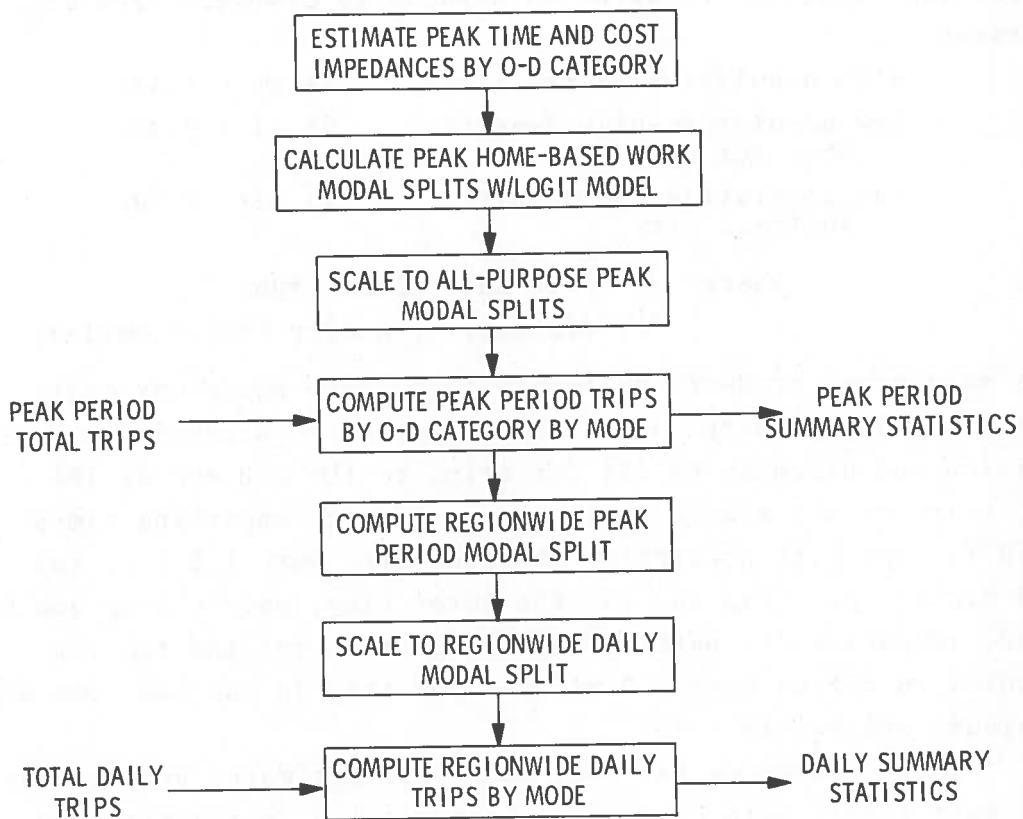 ESTIMATE PEAK TIME AND COST
IMPEDANCES BY O-D CATEGORY
CALCULATE PEAK HOME-BASED WORK
MODAL SPLITS W/LOGIT MODEL
SCALE TO ALL-PURPOSE PEAK
MODAL SPLITS
PEAK PERIOD
TOTAL TRIPS
COMPUTE PEAK PERIOD TRIPS
BY O-D CATEGORY BY MODE
PEAK PERIOD
SUMMARY STATISTICS
COMPUTE REGIONWIDE PEAK
PERIOD MODAL SPLIT
SCALE TO REGIONWIDE DAILY
MODAL SPLIT
TOTAL DAILY
TRIPS
COMPUTE REGIONWIDE DAILY
TRIPS BY MODE
DAILY SUMMARY
STATISTICS